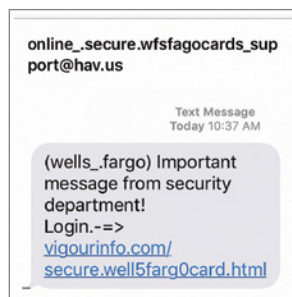 online_.secure.wfsfagocards_sup
port@hav.us
Text Message
Today 10:37 AM
(wells_.fargo) Important
message from security
department!
Login.-=>
vigourinfo.com/
secure.well5farg0card.html